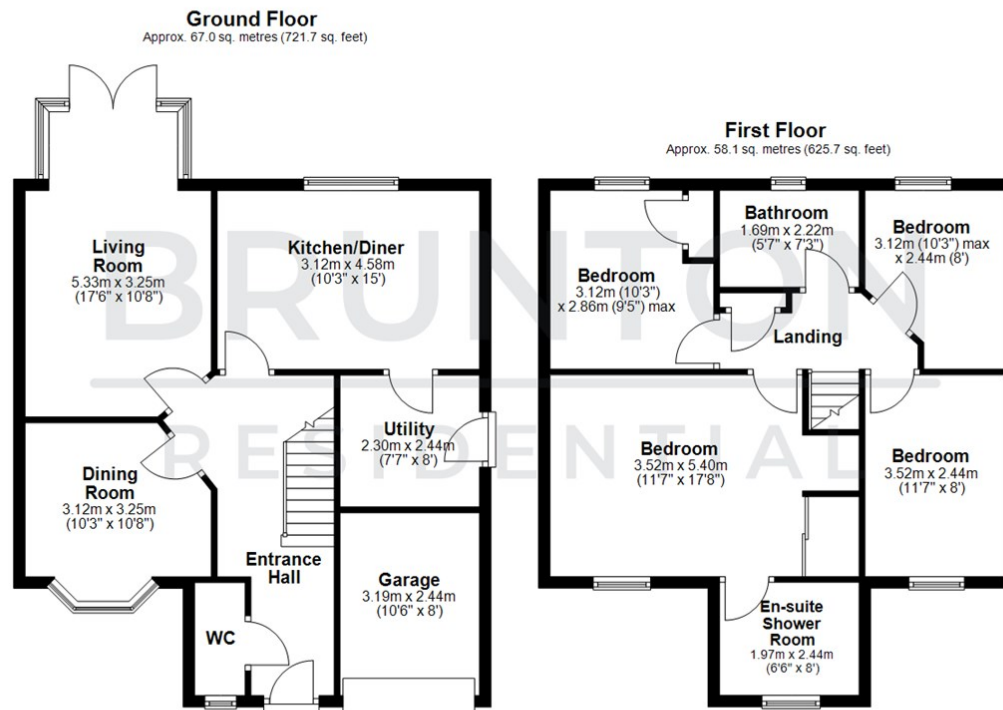 Ground Floor
Approx. 67.0 sq. metres (721.7 sq. feet)
Living
Room
5.33m x 3.25m
(17'6" x 10'8")
Kitchen/Diner
3.12m x 4.58m
(10'3" x 15')
Utility
2.30m x 2.44m
(7'7" x 8')
Dining
Room
3.12m x 3.25m
(10'3" x 10'8")
Entrance
Hall
Garage
3.19m x 2.44m
(10'6" x 8')
WC
First Floor
Approx. 58.1 sq. metres (625.7 sq. feet)
Bedroom
3.12m (10'3")
x 2.86m (9'5") max
Bathroom
1.69m x 2.22m
(5'7" x 7'3")
Bedroom
3.12m (10'3") max
x 2.44m (8')
Landing
Bedroom
3.52m x 5.40m
(11'7" x 17'8")
Bedroom
3.52m x 2.44m
(11'7" x 8')
En-suite
Shower
Room
1.97m x 2.44m
(6'6" x 8')
BRUNTON
RESIDENTIAL